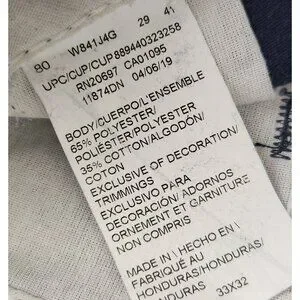 80 W841J4G 29 41
UPC/CUP/CUP889440323258
RN20697 CA01095
11874DN 04/06/19
BODY/CUERPO/L'ENSEMBLE
65% POLYESTER/
POLIÉSTER/POLYESTER
35% COTTON/ALGODÓN/
COTON
EXCLUSIVE OF DECORATION/
TRIMMINGS
EXCLUSIVO PARA
DECORACIÓN/ ADORNOS
ORNEMENT ET GARNITURE
NON COMPRIS
MADE IN / HECHO EN /
FABRIQUÉ AU
HONDURAS/HONDURAS/
HONDURAS
33X32